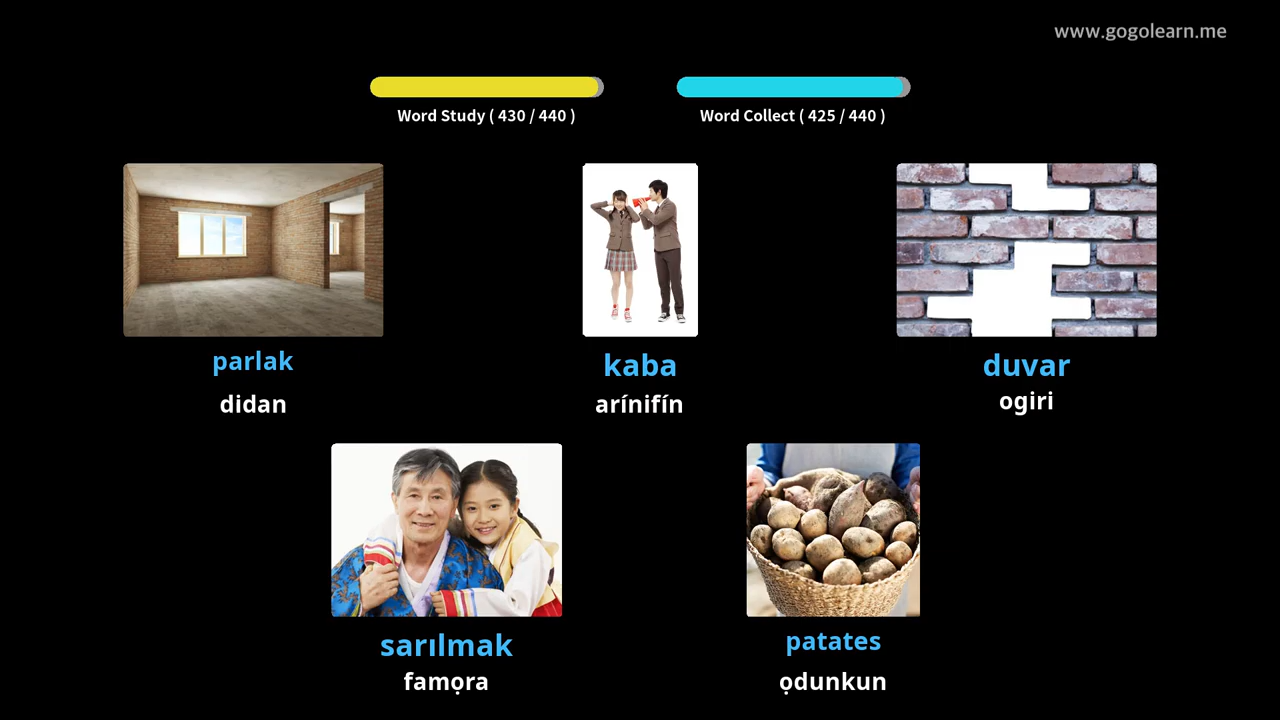 www.gogolearn.me
Word Study ( 430 / 440 )
Word Collect ( 425 / 440 )
parlak
didan
kaba
arínifín
duvar
ogiri
sarılmak
famọra
patates
ọdunkun